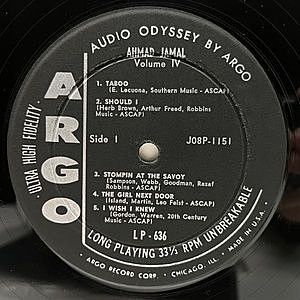 AUDIO ODYSSEY BY ARGO
AHMAD JAMAL
Volume IV
1. TABOO
(E. Lecuona, Southern Music - ASCAP)
2. SHOULD I
(Herb Brown, Arthur Freed, Robbins
Music - ASCAP)
ULTRA HIGH FIDELITY
ARGO
Side 1
J08P-1151
3. STOMPIN AT THE SAVOY
(Sampson, Webb, Goodman, Razaf
Robbins - ASCAP)
4. THE GIRL NEXT DOOR
(Island, Martin, Leo Feist - ASCAP)
5. I WISH I KNEW
(Gordon, Warren, 20th Century
Music - ASCAP)
LP-636
LONG PLAYING 33⅓ RPM UNBREAKABLE
ARGO RECORD CORP. • CHICAGO, ILL. • MADE IN U.S.A.